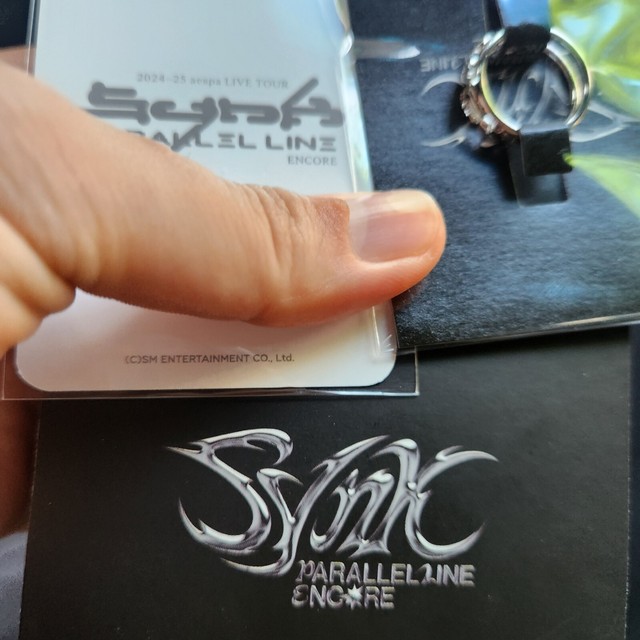 2024-25 aespa LIVE TOUR
SYNK
PARALLEL LINE
ENCORE
(C)SM ENTERTAINMENT CO., Ltd.
Synk
PARALLEL LINE
ENCORE